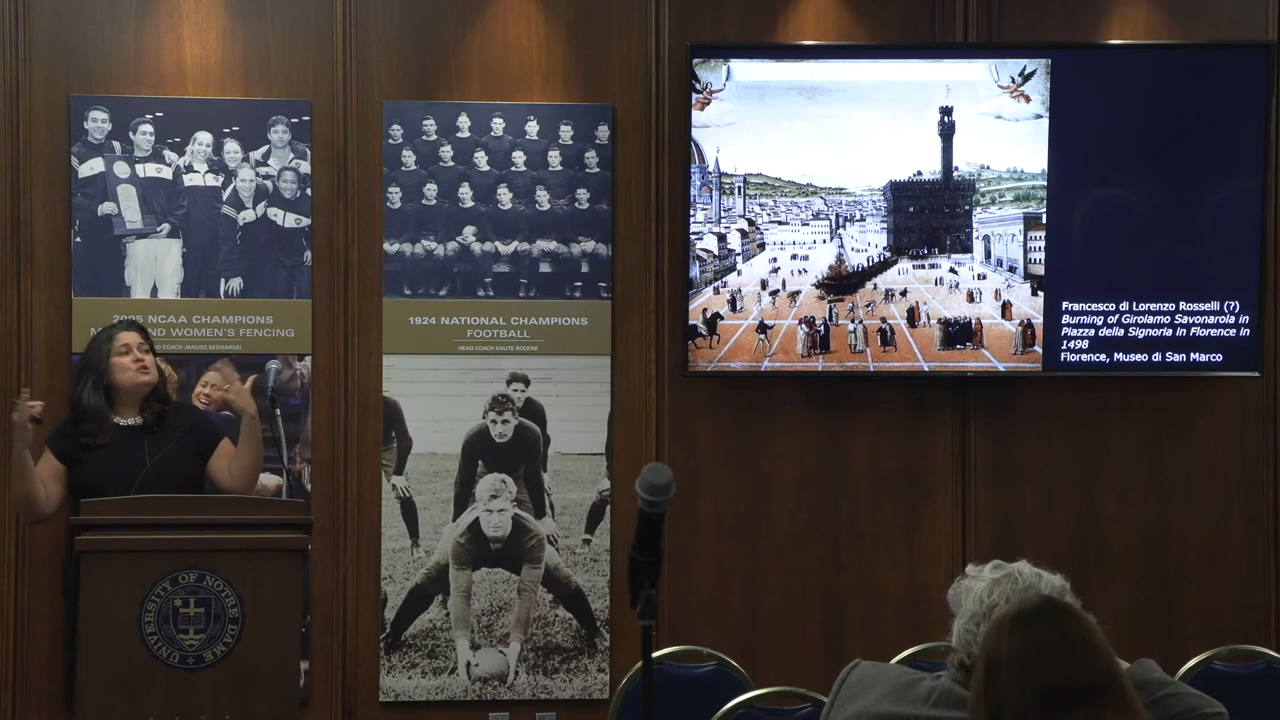 2005 NCAA CHAMPIONS
AND WOMEN'S FENCING
HEAD COACH JANUSZ BEDNARSKI
1924 NATIONAL CHAMPIONS
FOOTBALL
HEAD COACH KNUTE ROCKNE
Francesco di Lorenzo Rosselli (?)
Burning of Girolamo Savonarola in
Piazza della Signoria in Florence in
1498
Florence, Museo di San Marco
UNIVERSITY OF NOTRE DAME